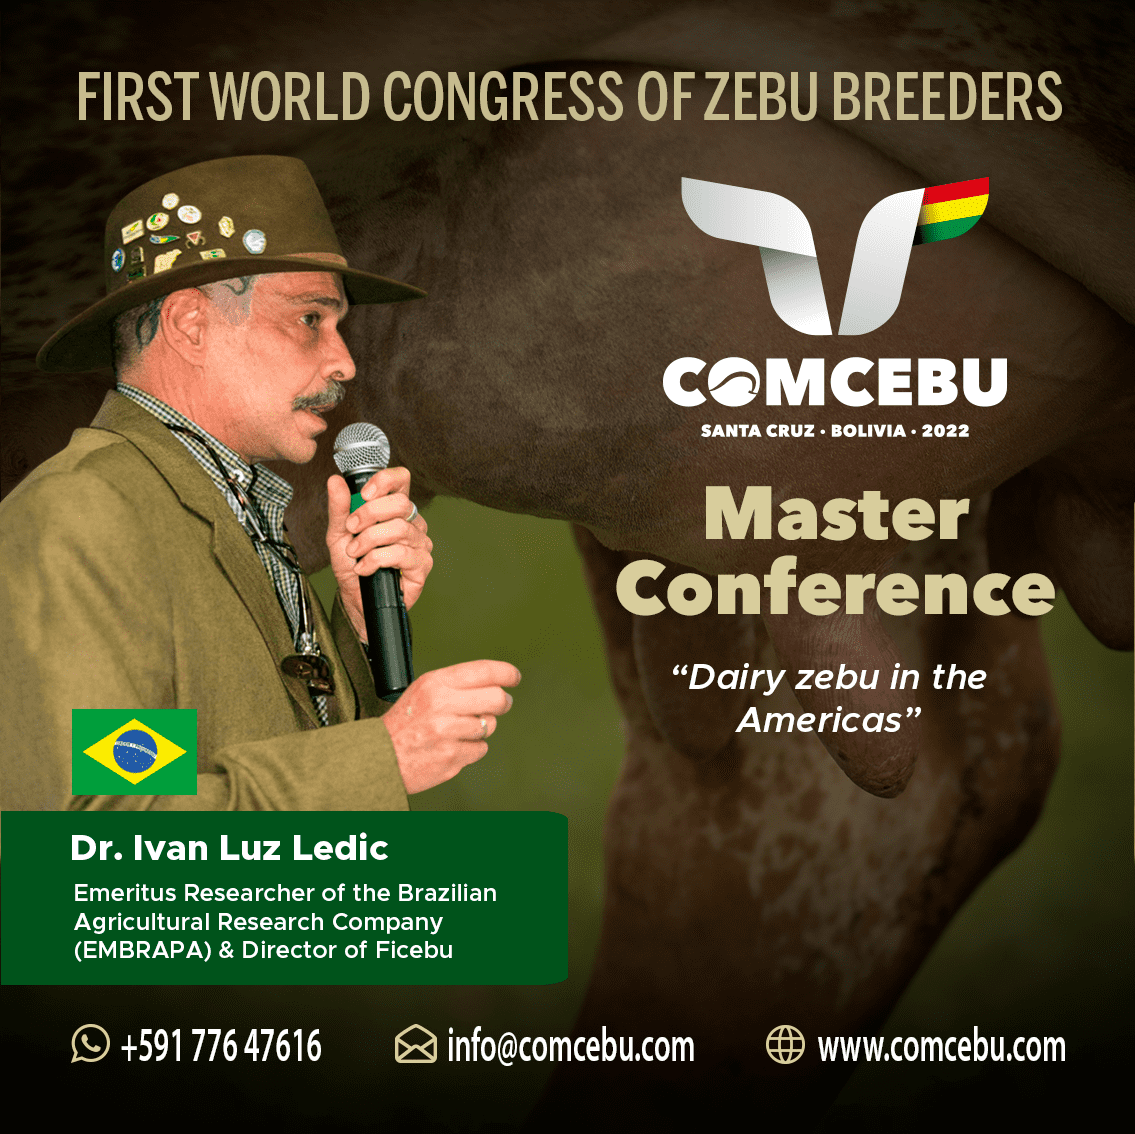 FIRST WORLD CONGRESS OF ZEBU BREEDERS
COMCEBU
SANTA CRUZ · BOLIVIA · 2022
Master
Conference
“Dairy zebu in the
Americas”
Dr. Ivan Luz Ledic
Emeritus Researcher of the Brazilian
Agricultural Research Company
(EMBRAPA) & Director of Ficebu
+591 776 47616
info@comcebu.com
www.comcebu.com